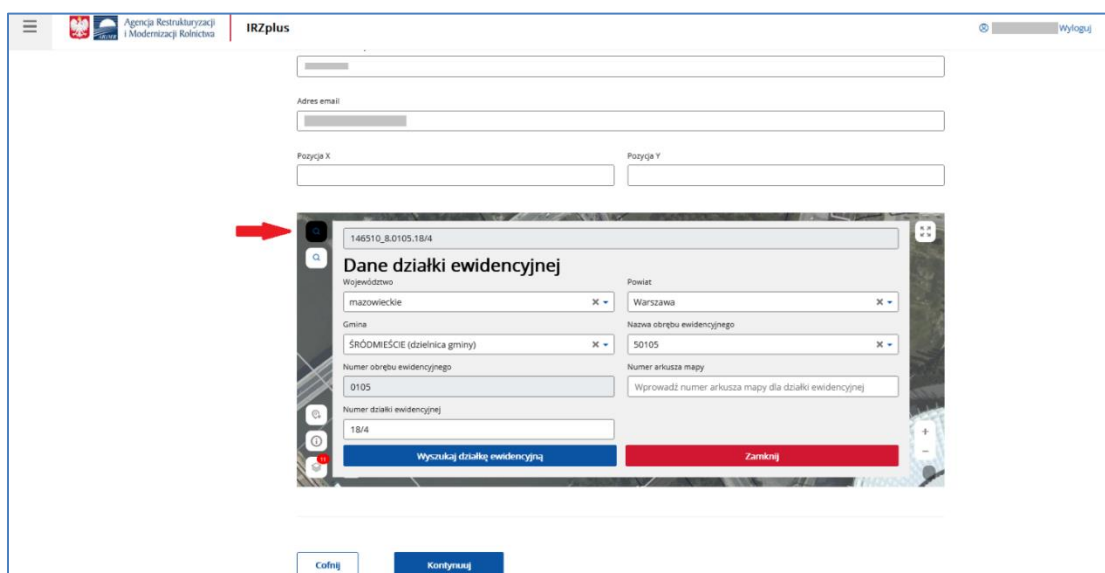 Agencja Restrukturyzacji
i Modernizacji Rolnictwa
IRZplus
Wyloguj
Adres email
Pozycja X Pozycja Y
146510_8.0105.18/4
Dane działki ewidencyjnej
Województwo Powiat
mazowieckie Warszawa
Gmina Nazwa obrębu ewidencyjnego
ŚRÓDMIEŚCIE (dzielnica gminy) 50105
Numer obrębu ewidencyjnego Numer arkusza mapy
0105 Wprowadź numer arkusza mapy dla działki ewidencyjnej
Numer działki ewidencyjnej
18/4
Wyszukaj działkę ewidencyjną Zamknij
Cofnij Kontynuuj